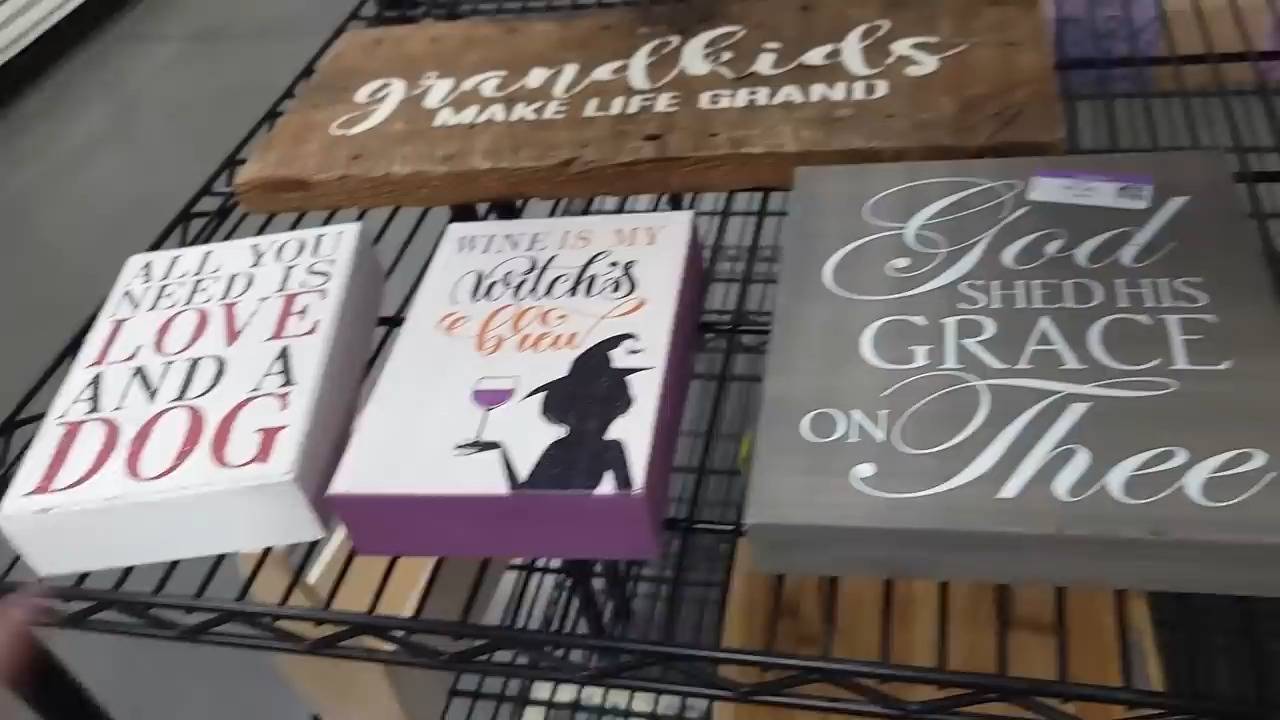 grandkids
MAKE LIFE GRAND
ALL YOU
NEED IS
LOVE
AND A
DOG
WINE IS MY
witch's
brew
God
SHED HIS
GRACE
ON Thee